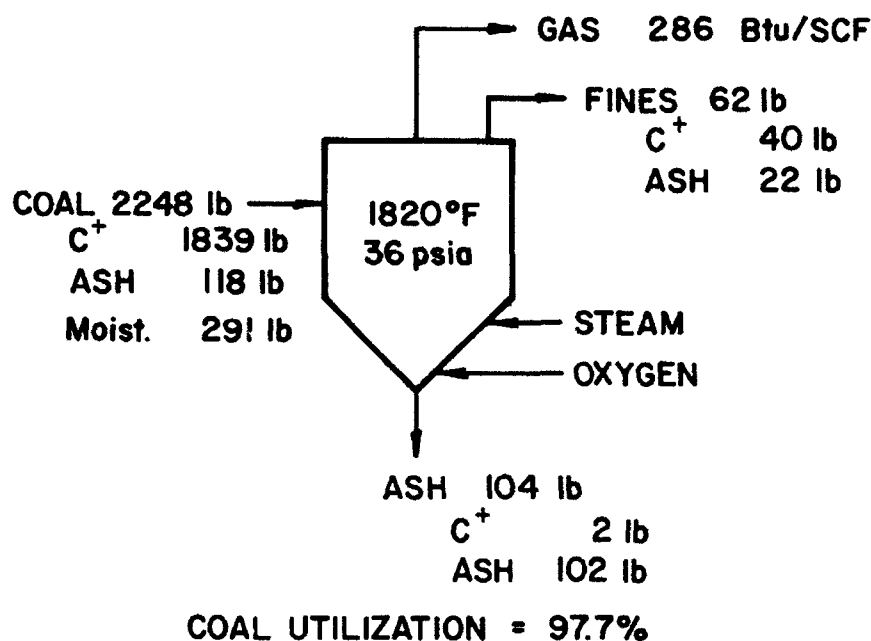 GAS 286 Btu/SCF
FINES 62 lb
C+ 40 lb
ASH 22 lb
COAL 2248 lb
C+ 1839 lb
ASH 118 lb
Moist. 291 lb
1820°F
36 psia
STEAM
OXYGEN
ASH 104 lb
C+ 2 lb
ASH 102 lb
COAL UTILIZATION = 97.7%